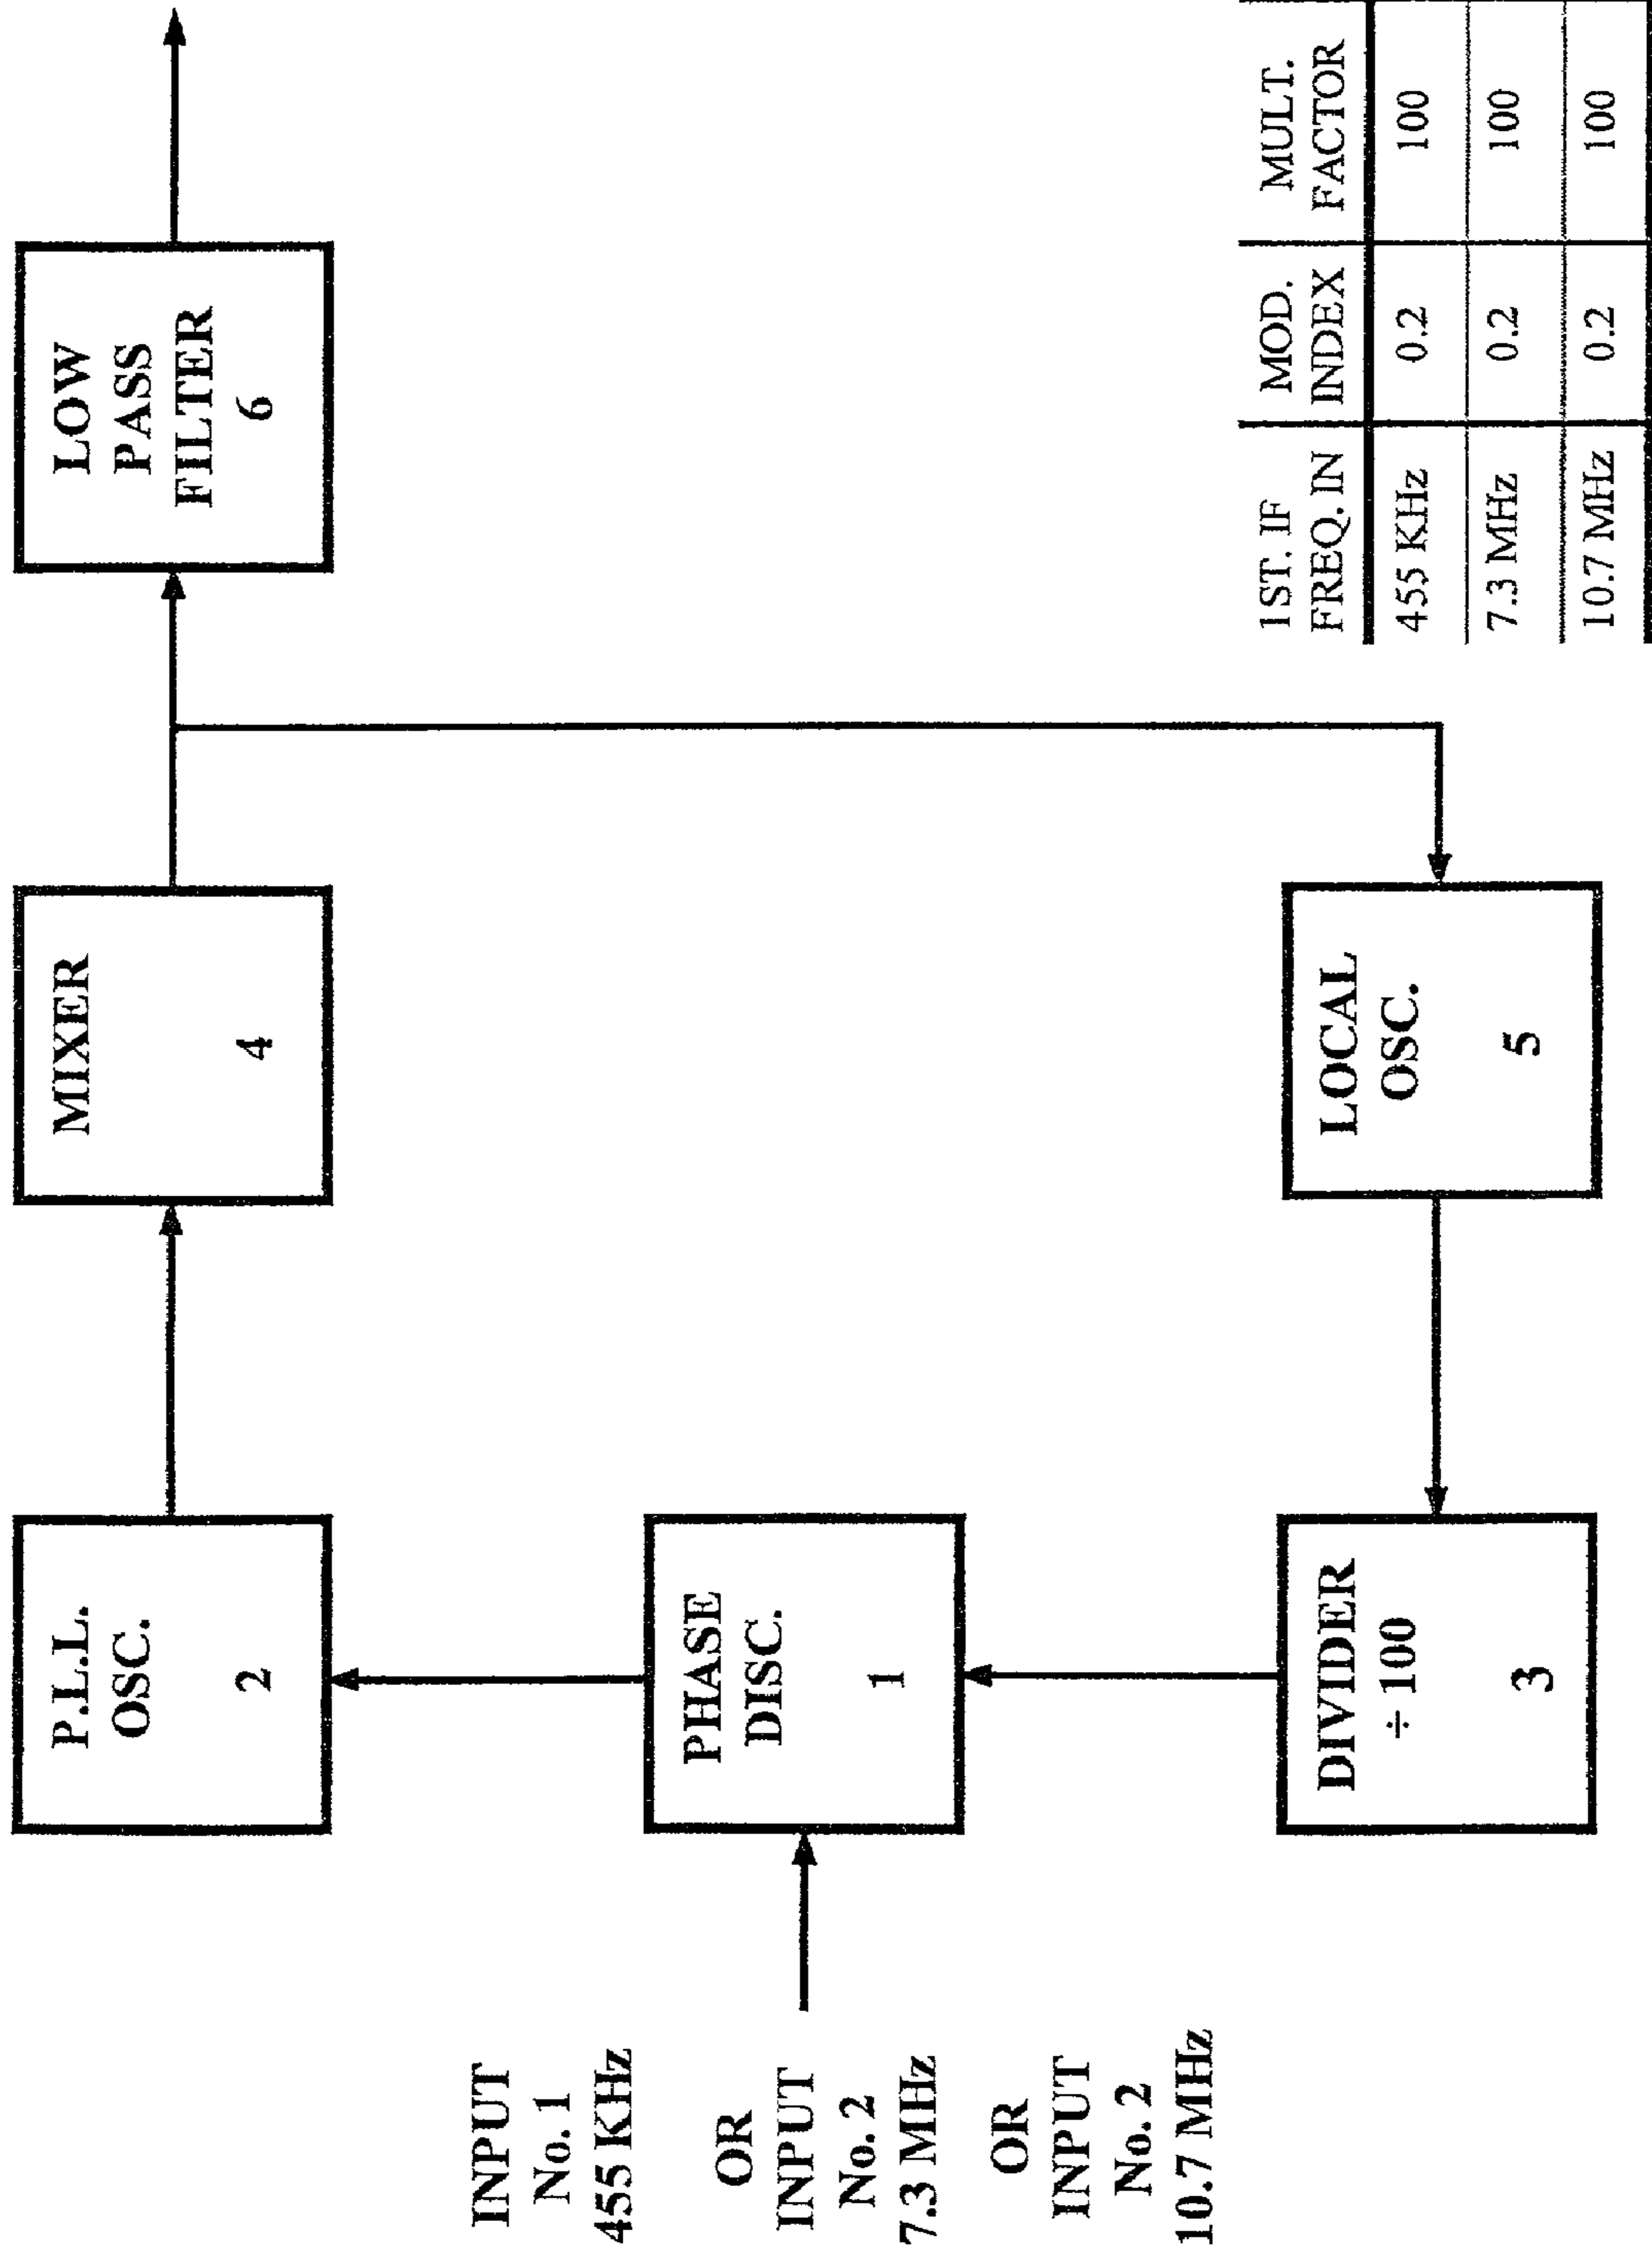 INPUT
No. 1
455 KHz
OR
INPUT
No. 2
7.3 MHz
OR
INPUT
No. 2
10.7 MHz
P.L.L.
OSC.
2
PHASE
DISC.
1
DIVIDER
÷ 100
3
MIXER
4
LOCAL
OSC.
5
LOW
PASS
FILTER
6
1ST. IF MOD. MULT.
FREQ. IN INDEX FACTOR
455 KHz 0.2 100
7.3 MHz 0.2 100
10.7 MHz 0.2 100